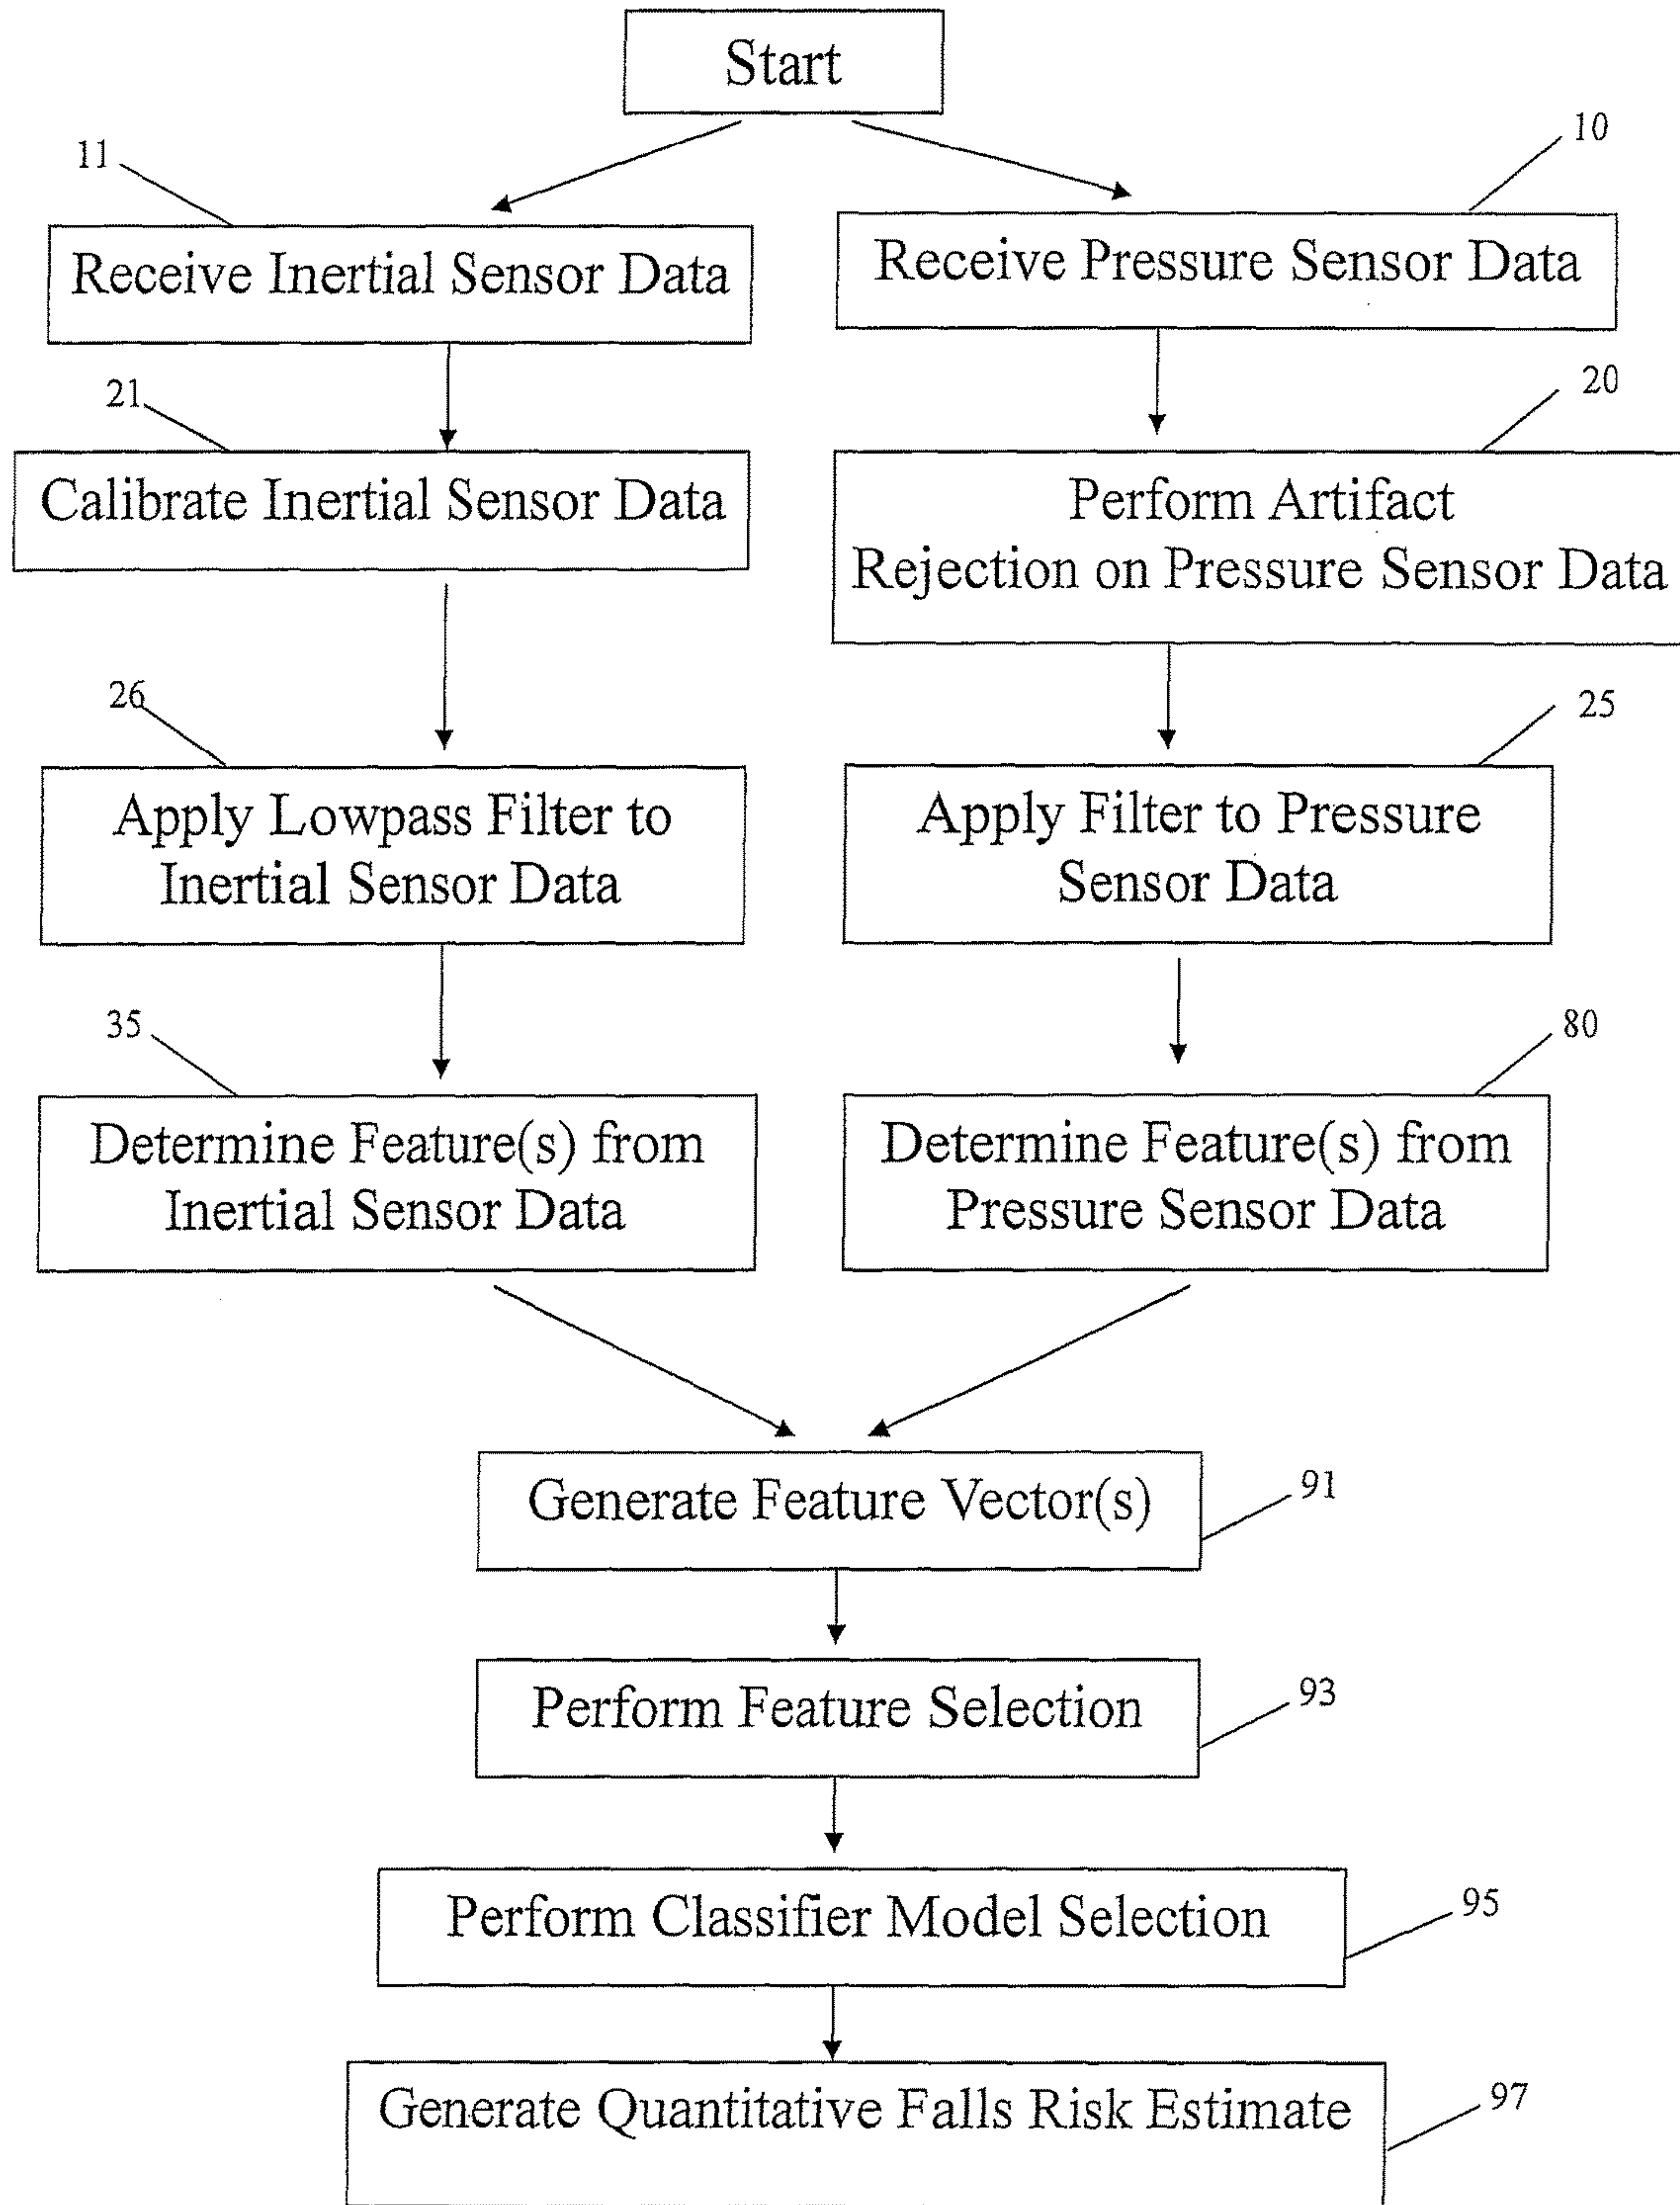 Start
11
10
Receive Inertial Sensor Data
Receive Pressure Sensor Data
21
20
Calibrate Inertial Sensor Data
Perform Artifact
Rejection on Pressure Sensor Data
26
25
Apply Lowpass Filter to
Inertial Sensor Data
Apply Filter to Pressure
Sensor Data
35
80
Determine Feature(s) from
Inertial Sensor Data
Determine Feature(s) from
Pressure Sensor Data
Generate Feature Vector(s)
91
Perform Feature Selection
93
Perform Classifier Model Selection
95
Generate Quantitative Falls Risk Estimate
97